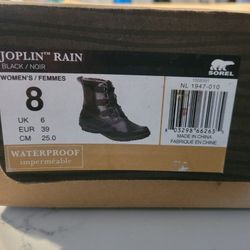 JOPLIN™ RAIN
BLACK / NOIR
SOREL
WOMEN'S / FEMMES
NL 1947-010
8
UK 6
EUR 39
CM 25.0
MADE IN CHINA
FABRIQUÉ EN CHINE
WATERPROOF
imperméable